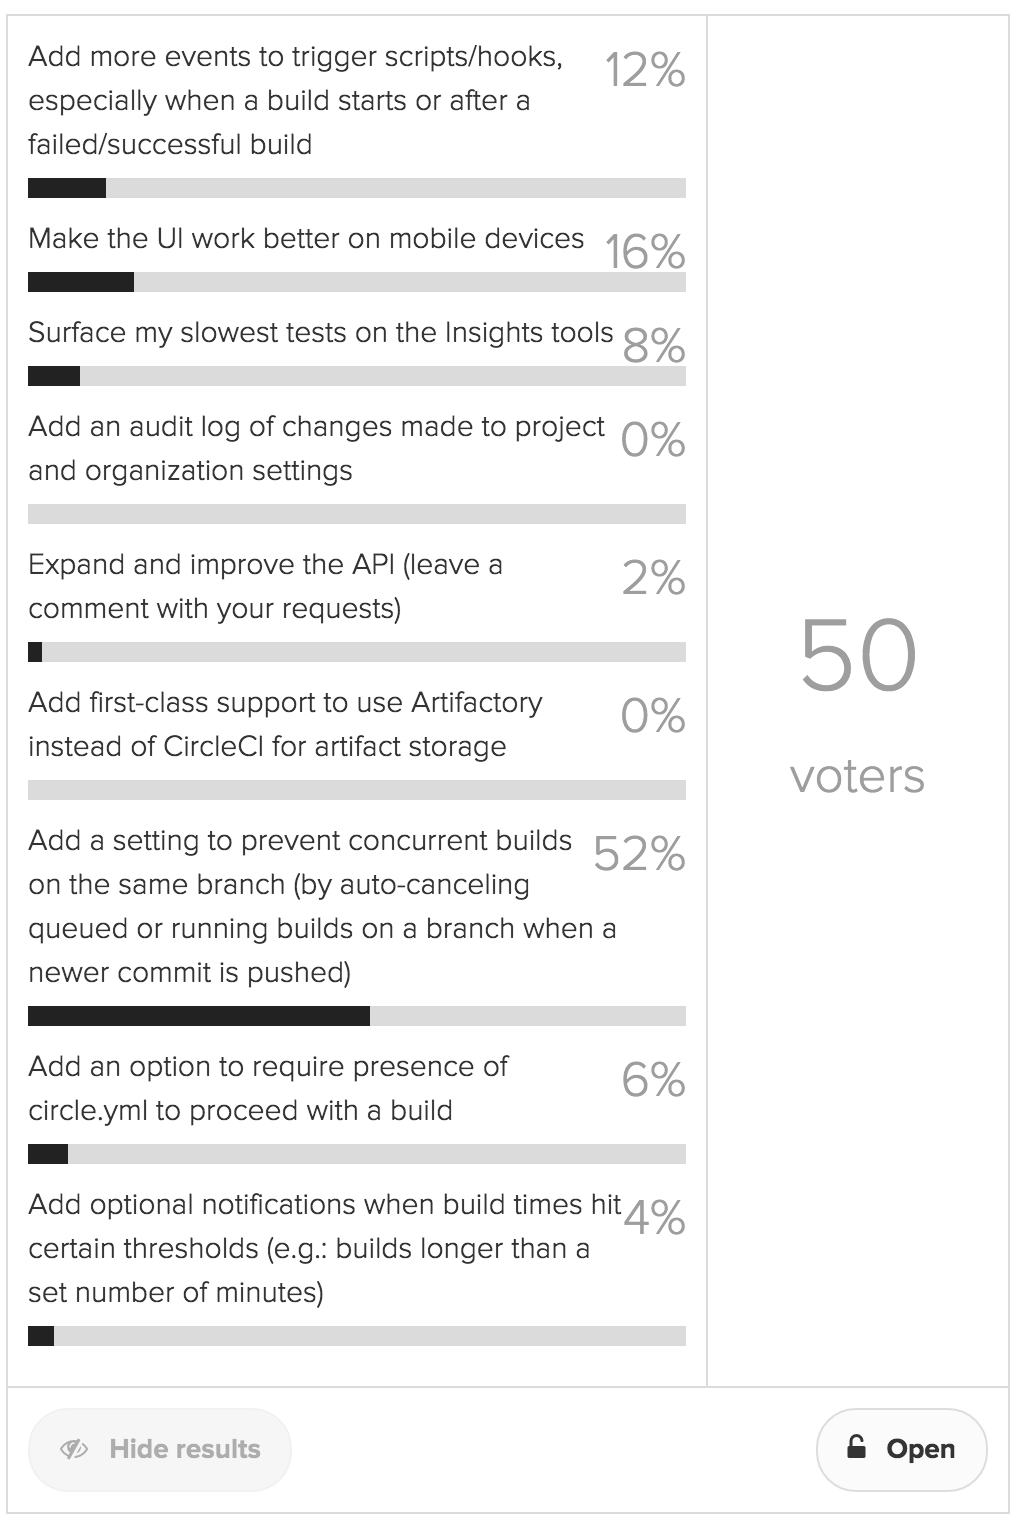 Add more events to trigger scripts/hooks,
especially when a build starts or after a
failed/successful build
12%
Make the UI work better on mobile devices
16%
Surface my slowest tests on the Insights tools
8%
Add an audit log of changes made to project
and organization settings
0%
Expand and improve the API (leave a
comment with your requests)
2%
Add first-class support to use Artifactory
instead of CircleCI for artifact storage
0%
Add a setting to prevent concurrent builds
on the same branch (by auto-canceling
queued or running builds on a branch when a
newer commit is pushed)
52%
Add an option to require presence of
circle.yml to proceed with a build
6%
Add optional notifications when build times hit
certain thresholds (e.g.: builds longer than a
set number of minutes)
4%
50
voters
Hide results
Open